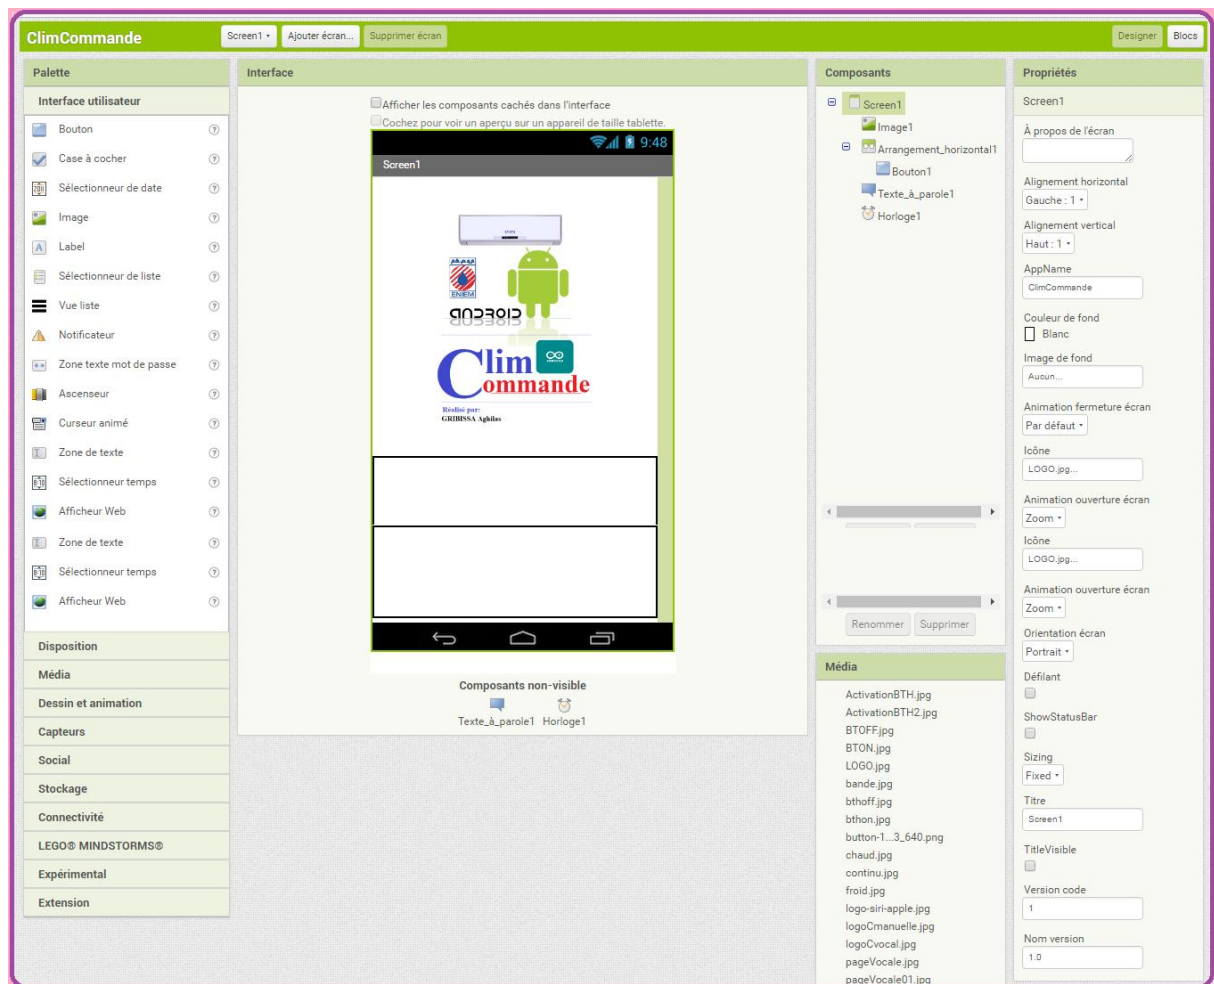 ClimCommande
Screen1
Ajouter écran...
Supprimer écran
Designer
Blocs
Palette
Interface utilisateur
Bouton
Case à cocher
Sélectionneur de date
Image
Label
Sélectionneur de liste
Vue liste
Notificateur
Zone texte mot de passe
Ascenseur
Curseur animé
Zone de texte
Sélectionneur temps
Afficheur Web
Zone de texte
Sélectionneur temps
Afficheur Web
Disposition
Média
Dessin et animation
Capteurs
Social
Stockage
Connectivité
LEGO® MINDSTORMS®
Expérimental
Extension
Interface
Afficher les composants cachés dans l'interface
Cochez pour voir un aperçu sur un appareil de taille tablette.
9:48
Screen1
ENIEM
ANDROID
Clim
Commande
Réalisé par:
GRIBISSA Aghilas
Composants non-visible
Texte_à_parole1 Horloge1
Composants
Screen1
Image1
Arrangement_horizontal1
Bouton1
Texte_à_parole1
Horloge1
Renommer
Supprimer
Média
ActivationBTH.jpg
ActivationBTH2.jpg
BTOFF.jpg
BTON.jpg
LOGO.jpg
bande.jpg
bthoff.jpg
bthon.jpg
button-1...3_640.png
chaud.jpg
continu.jpg
froid.jpg
logo-siri-apple.jpg
logoCmanuelle.jpg
logoCvocal.jpg
pageVocale.jpg
pageVocale01.jpg
Propriétés
Screen1
À propos de l'écran
Alignement horizontal
Gauche : 1
Alignement vertical
Haut : 1
AppName
ClimCommande
Couleur de fond
Blanc
Image de fond
Aucun...
Animation fermeture écran
Par défaut
Icône
LOGO.jpg...
Animation ouverture écran
Zoom
Icône
LOGO.jpg...
Animation ouverture écran
Zoom
Orientation écran
Portrait
Défilant
ShowStatusBar
Sizing
Fixed
Titre
Screen1
TitleVisible
Version code
1
Nom version
1.0